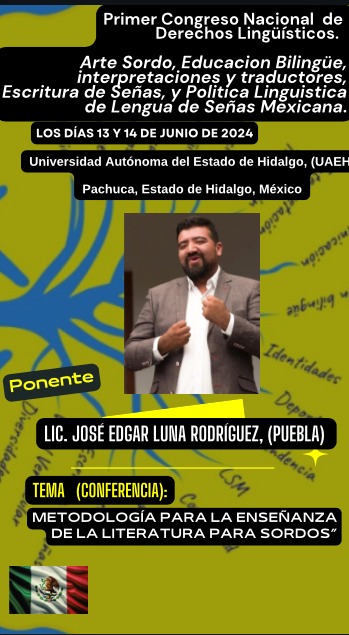 Primer Congreso Nacional de
Derechos Lingüísticos.
Arte Sordo, Educacion Bilingüe,
interpretaciones y traductores,
Escritura de Señas, y Politica Linguistica
de Lengua de Señas Mexicana.
LOS DÍAS 13 Y 14 DE JUNIO DE 2024
Universidad Autónoma del Estado de Hidalgo, (UAEH
Pachuca, Estado de Hidalgo, México
Identidades
Ponente
LIC. JOSÉ EDGAR LUNA RODRÍGUEZ, (PUEBLA)
LSM
TEMA (CONFERENCIA):
METODOLOGÍA PARA LA ENSEÑANZA
DE LA LITERATURA PARA SORDOS"